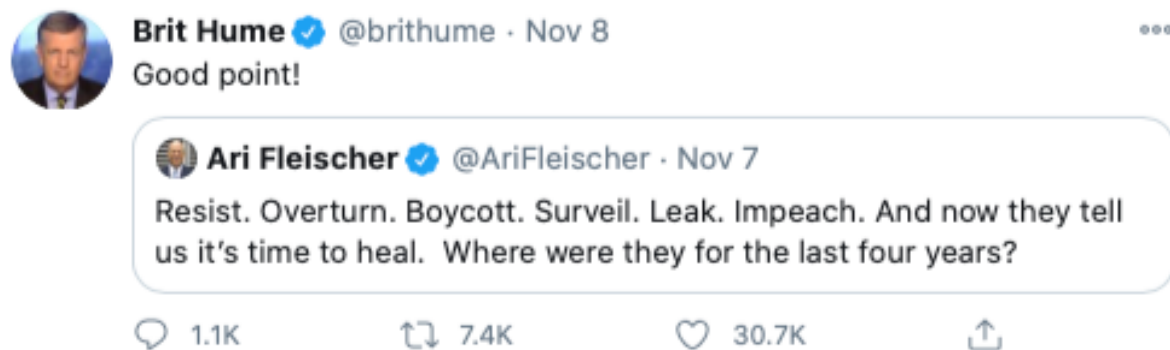 Brit Hume @brithume · Nov 8
Good point!
Ari Fleischer @AriFleischer · Nov 7
Resist. Overturn. Boycott. Surveil. Leak. Impeach. And now they tell
us it's time to heal.  Where were they for the last four years?
1.1K 7.4K 30.7K